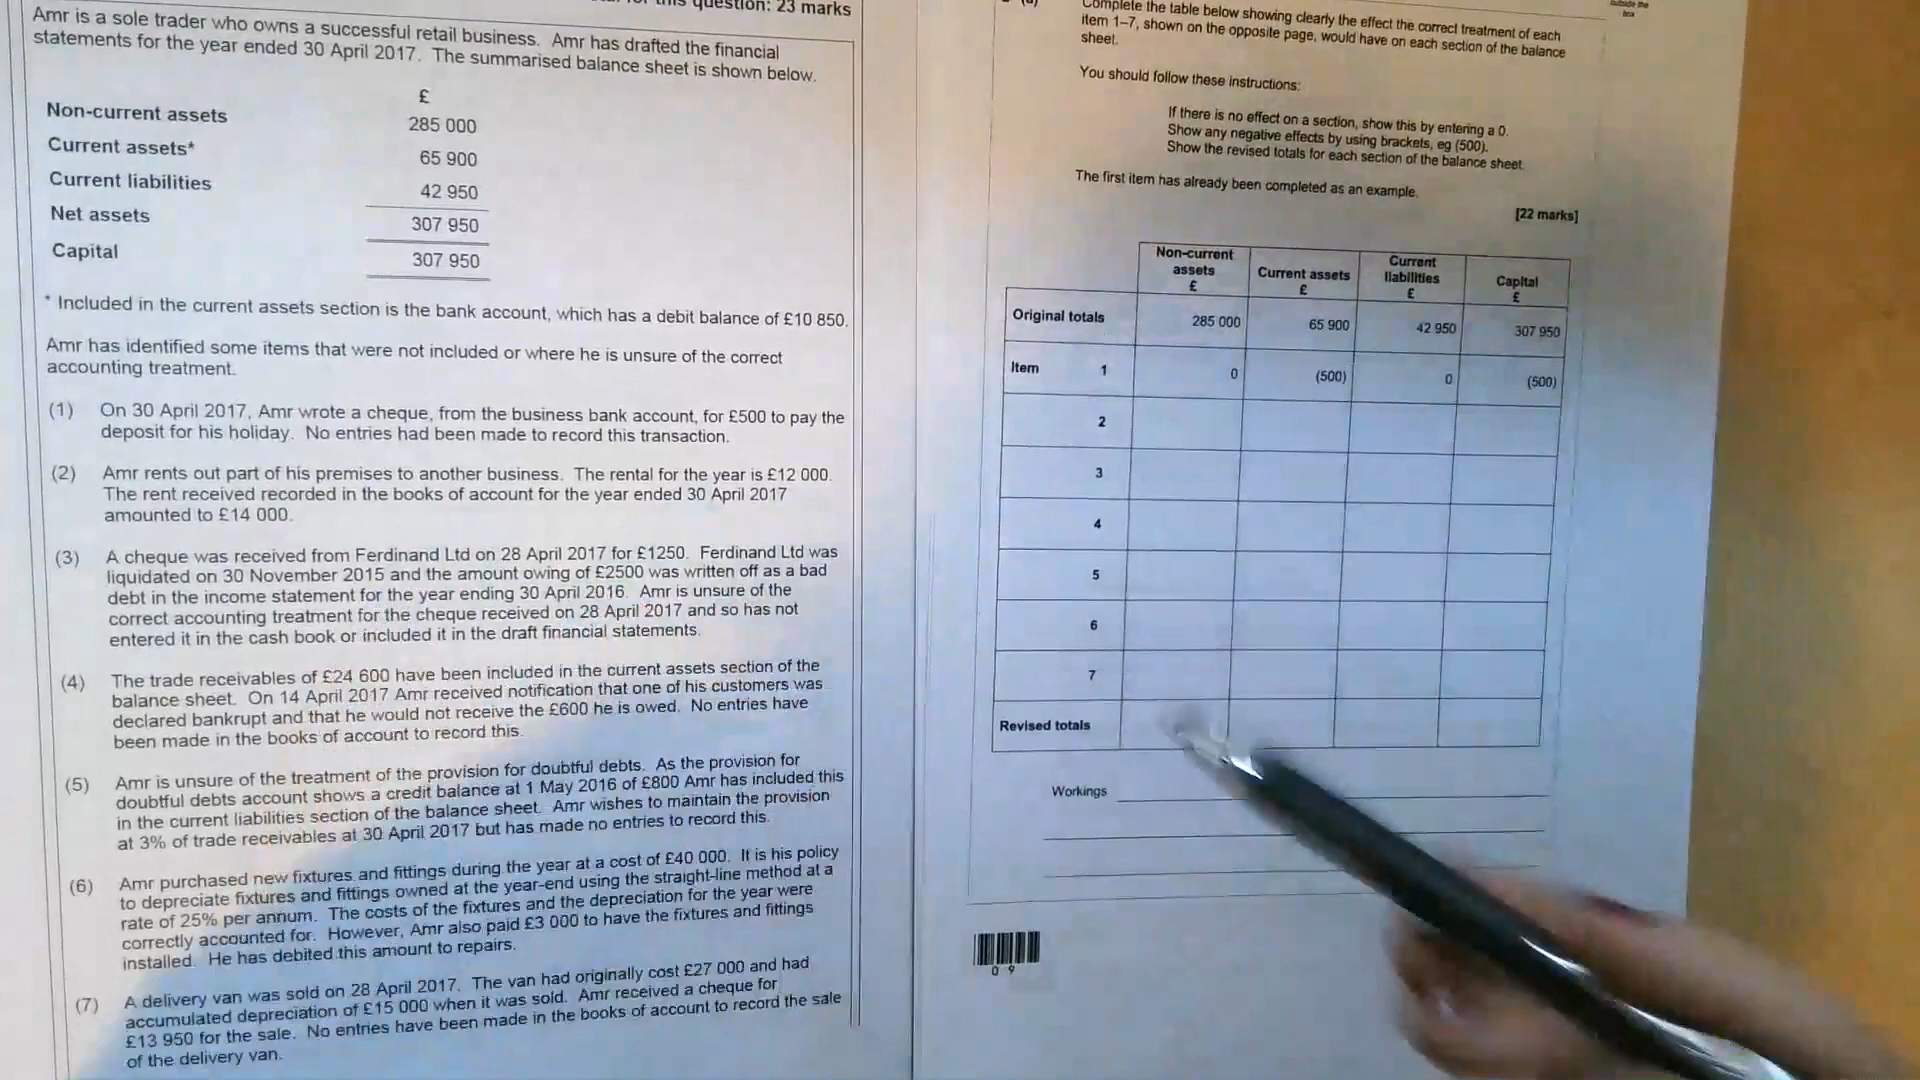 this question: 23 marks
Amr is a sole trader who owns a successful retail business. Amr has drafted the financial
statements for the year ended 30 April 2017. The summarised balance sheet is shown below.
£
Non-current assets 285 000
Current assets* 65 900
Current liabilities 42 950
Net assets 307 950
Capital 307 950
* Included in the current assets section is the bank account, which has a debit balance of £10 850.
Amr has identified some items that were not included or where he is unsure of the correct
accounting treatment.
(1) On 30 April 2017, Amr wrote a cheque, from the business bank account, for £500 to pay the
deposit for his holiday. No entries had been made to record this transaction.
(2) Amr rents out part of his premises to another business. The rental for the year is £12 000.
The rent received recorded in the books of account for the year ended 30 April 2017
amounted to £14 000.
(3) A cheque was received from Ferdinand Ltd on 28 April 2017 for £1250. Ferdinand Ltd was
liquidated on 30 November 2015 and the amount owing of £2500 was written off as a bad
debt in the income statement for the year ending 30 April 2016. Amr is unsure of the
correct accounting treatment for the cheque received on 28 April 2017 and so has not
entered it in the cash book or included it in the draft financial statements.
(4) The trade receivables of £24 600 have been included in the current assets section of the
balance sheet. On 14 April 2017 Amr received notification that one of his customers was
declared bankrupt and that he would not receive the £600 he is owed. No entries have
been made in the books of account to record this.
(5) Amr is unsure of the treatment of the provision for doubtful debts. As the provision for
doubtful debts account shows a credit balance at 1 May 2016 of £800 Amr has included this
in the current liabilities section of the balance sheet. Amr wishes to maintain the provision
at 3% of trade receivables at 30 April 2017 but has made no entries to record this.
(6) Amr purchased new fixtures and fittings during the year at a cost of £40 000. It is his policy
to depreciate fixtures and fittings owned at the year-end using the straight-line method at a
rate of 25% per annum. The costs of the fixtures and the depreciation for the year were
correctly accounted for. However, Amr also paid £3 000 to have the fixtures and fittings
installed. He has debited this amount to repairs.
(7) A delivery van was sold on 28 April 2017. The van had originally cost £27 000 and had
accumulated depreciation of £15 000 when it was sold. Amr received a cheque for
£13 950 for the sale. No entries have been made in the books of account to record the sale
of the delivery van.
outside the
box
Complete the table below showing clearly the effect the correct treatment of each
item 1–7, shown on the opposite page, would have on each section of the balance
sheet.
You should follow these instructions:
If there is no effect on a section, show this by entering a 0.
Show any negative effects by using brackets, eg (500).
Show the revised totals for each section of the balance sheet.
The first item has already been completed as an example.
[22 marks]
Non-current assets £ Current assets £ Current liabilities £ Capital £
Original totals 285 000 65 900 42 950 307 950
Item 1 0 (500) 0 (500)
2
3
4
5
6
7
Revised totals
Workings
0 9